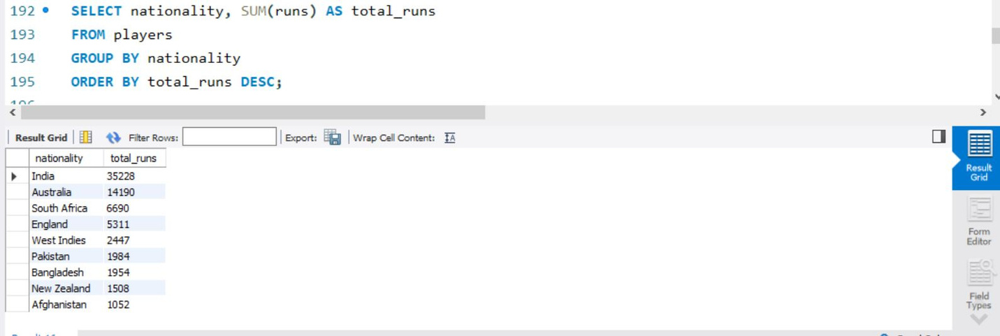 192 SELECT nationality, SUM(runs) AS total_runs
193 FROM players
194 GROUP BY nationality
195 ORDER BY total_runs DESC;
Result Grid Filter Rows: Export: Wrap Cell Content:
nationality total_runs
India 35228
Australia 14190
South Africa 6690
England 5311
West Indies 2447
Pakistan 1984
Bangladesh 1954
New Zealand 1508
Afghanistan 1052
Result
Grid
Form
Editor
Field
Types